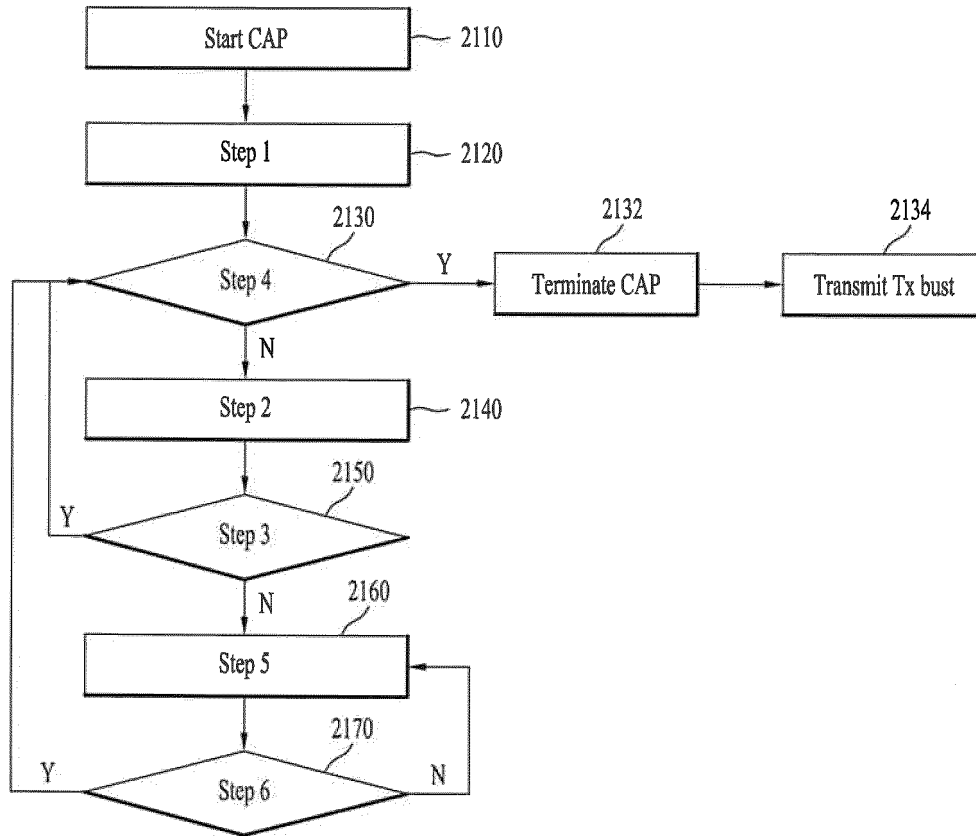 Start CAP
2110
Step 1
2120
2130
Step 4
Y
2132
Terminate CAP
2134
Transmit Tx bust
N
Step 2
2140
2150
Y
Step 3
N
2160
Step 5
2170
Y
Step 6
N